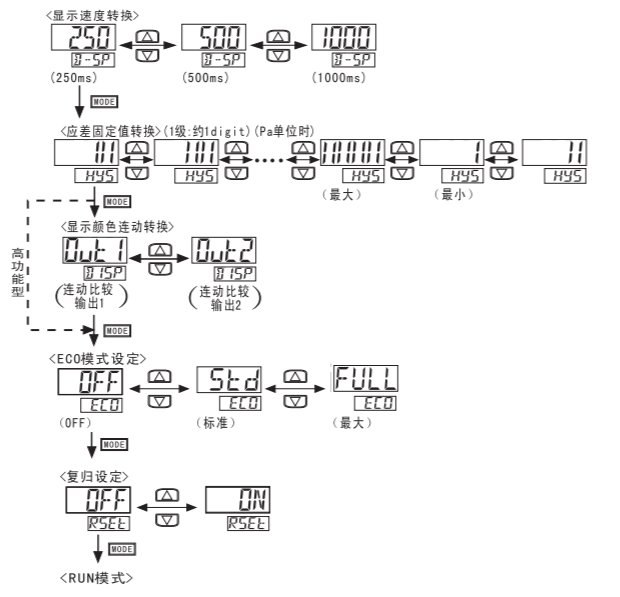 <显示速度转换>
250 500 1000
D-SP D-SP D-SP
(250ms) (500ms) (1000ms)
MODE
<应差固定值转换>(1级:约1digit)(Pa单位时)
III IIII •••• IIIIIIII I II
HYS HYS HYS HYS HYS
(最大) (最小)
MODE
高功能型
<显示颜色连动转换>
Out1 Out2
DISP DISP
(连动比较输出1) (连动比较输出2)
MODE
<ECO模式设定>
OFF Std FULL
ECO ECO ECO
(OFF) (标准) (最大)
MODE
<复归设定>
OFF ON
RSEt RSEt
MODE
<RUN模式>